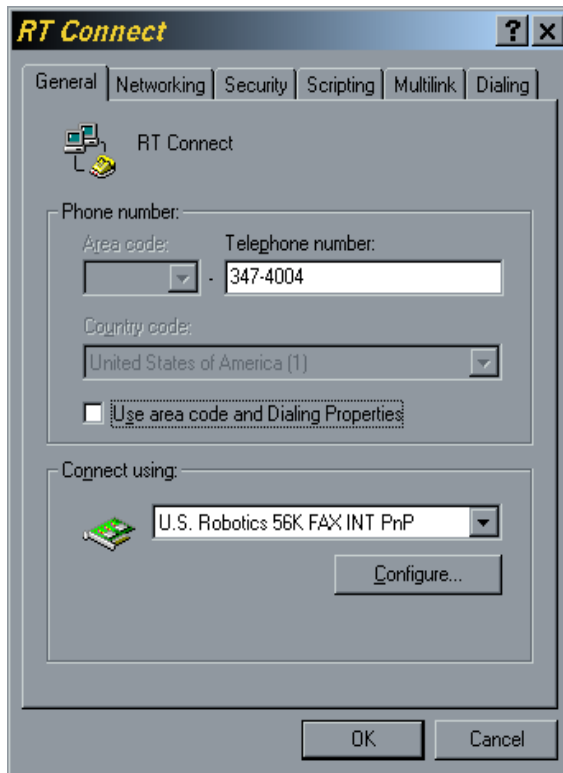 RT Connect
General Networking Security Scripting Multilink Dialing
RT Connect
Phone number:
Area code: Telephone number:
- 347-4004
Country code:
United States of America (1)
Use area code and Dialing Properties
Connect using:
U.S. Robotics 56K FAX INT PnP
Configure...
OK Cancel